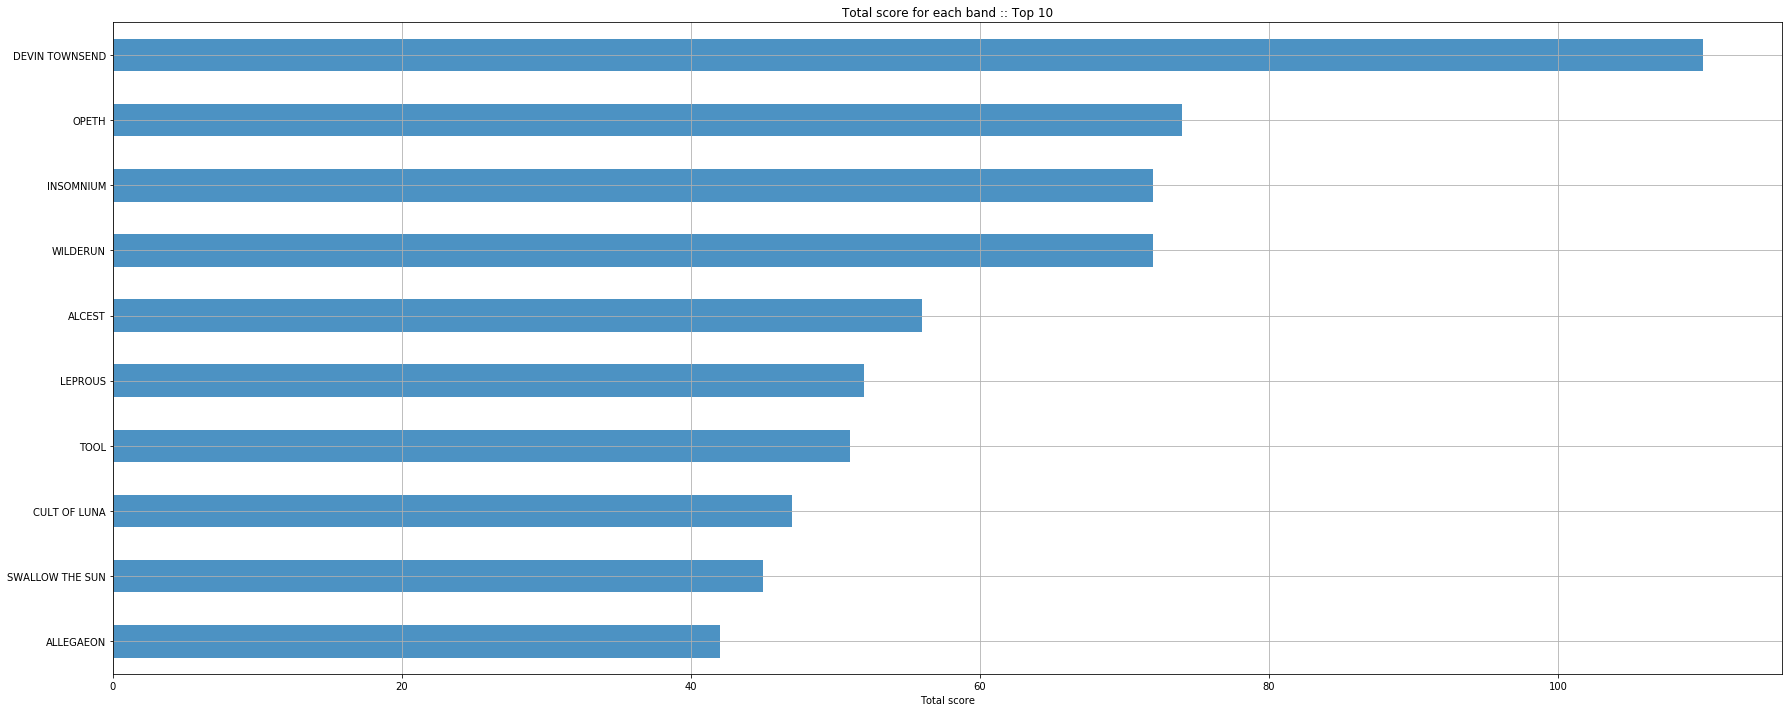 Total score for each band :: Top 10
DEVIN TOWNSEND
OPETH
INSOMNIUM
WILDERUN
ALCEST
LEPROUS
TOOL
CULT OF LUNA
SWALLOW THE SUN
ALLEGAEON
0 20 40 60 80 100
Total score